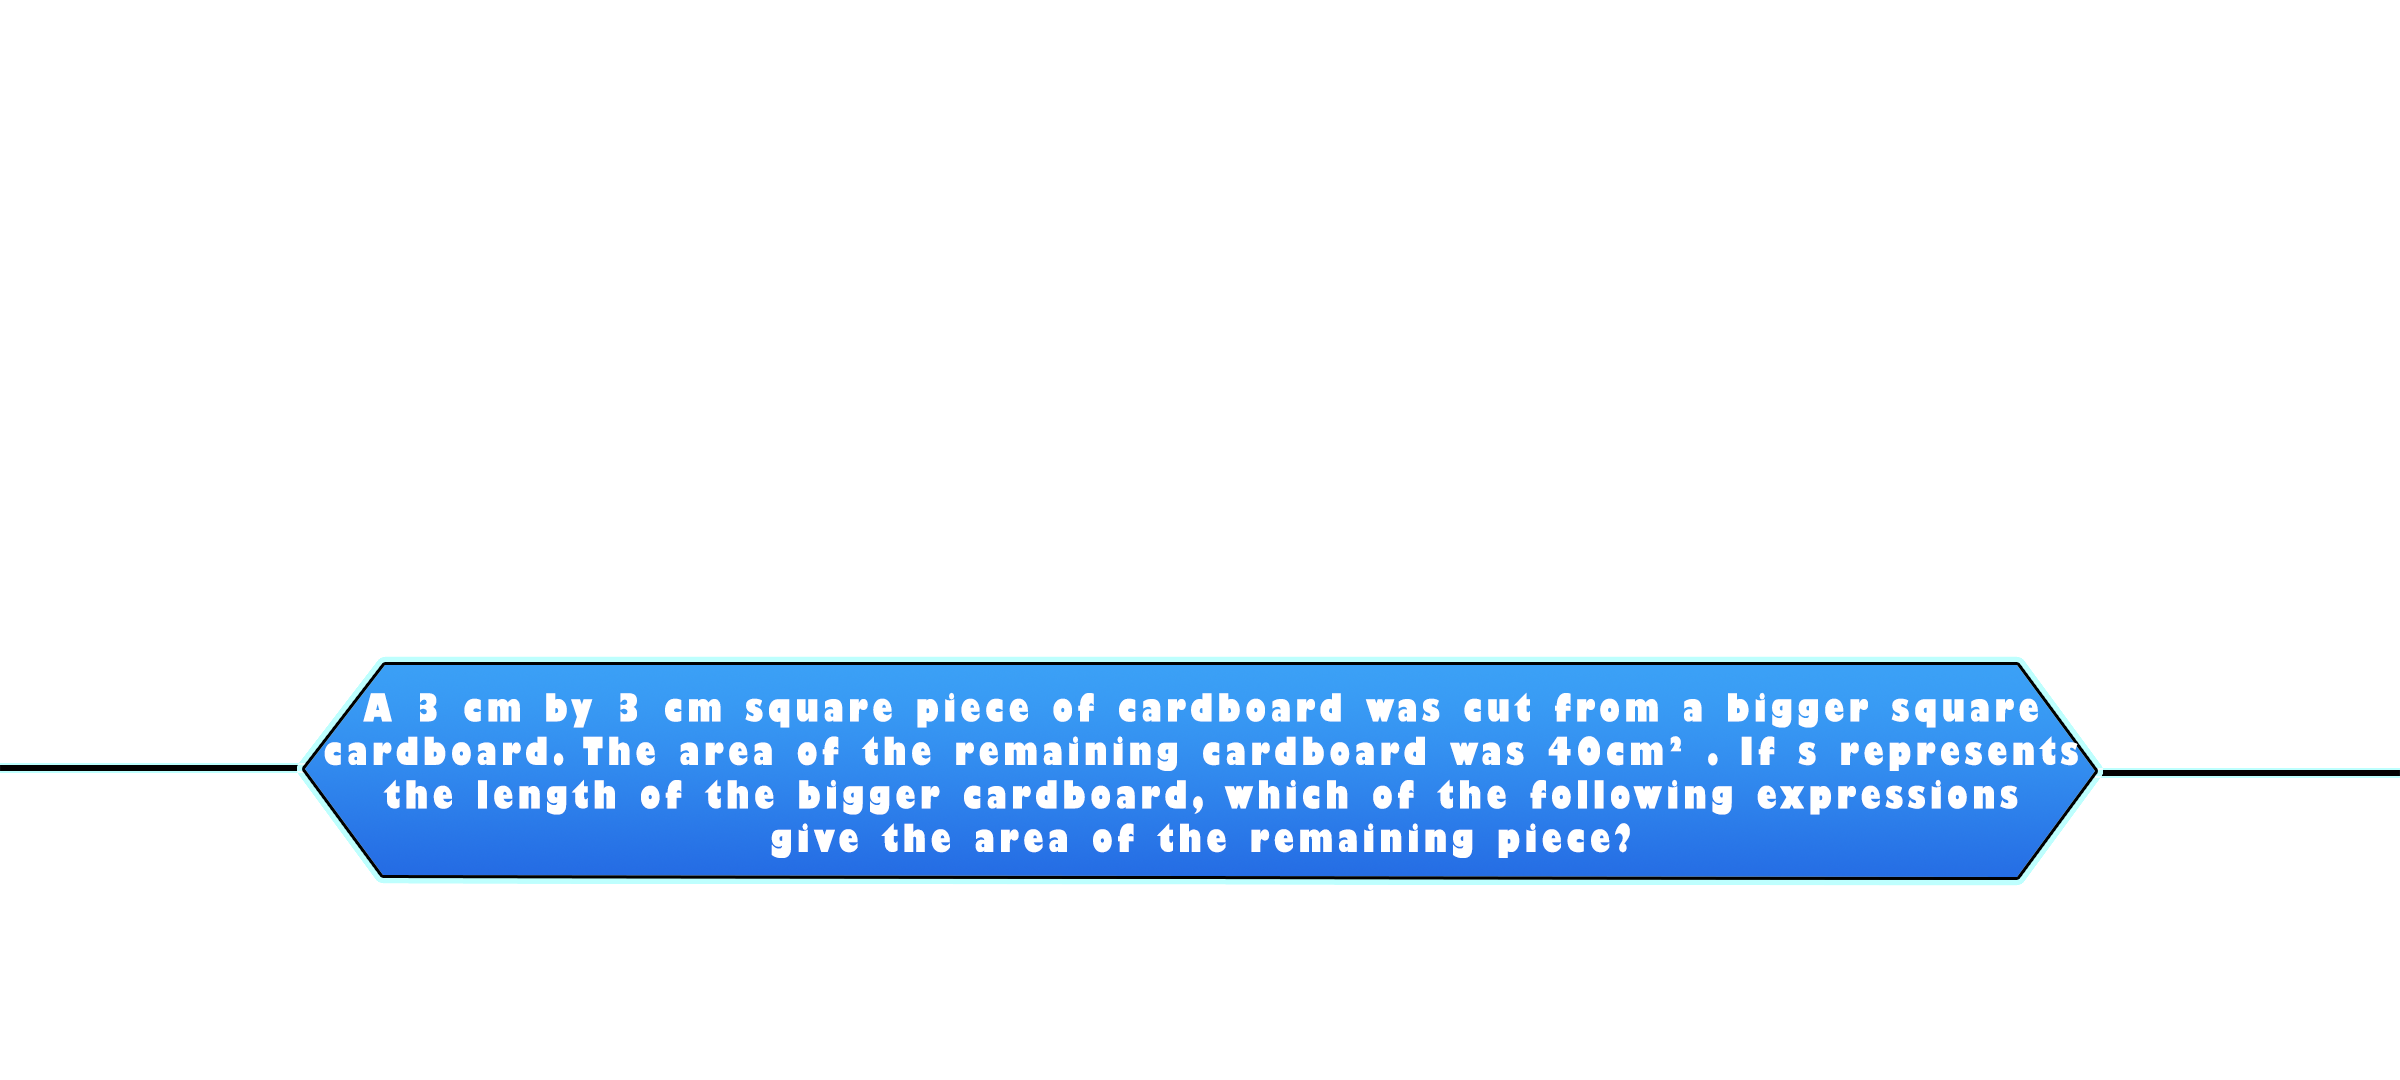 A 3 cm by 3 cm square piece of cardboard was cut from a bigger square
cardboard. The area of the remaining cardboard was 40cm² . If s represents
the length of the bigger cardboard, which of the following expressions
give the area of the remaining piece?